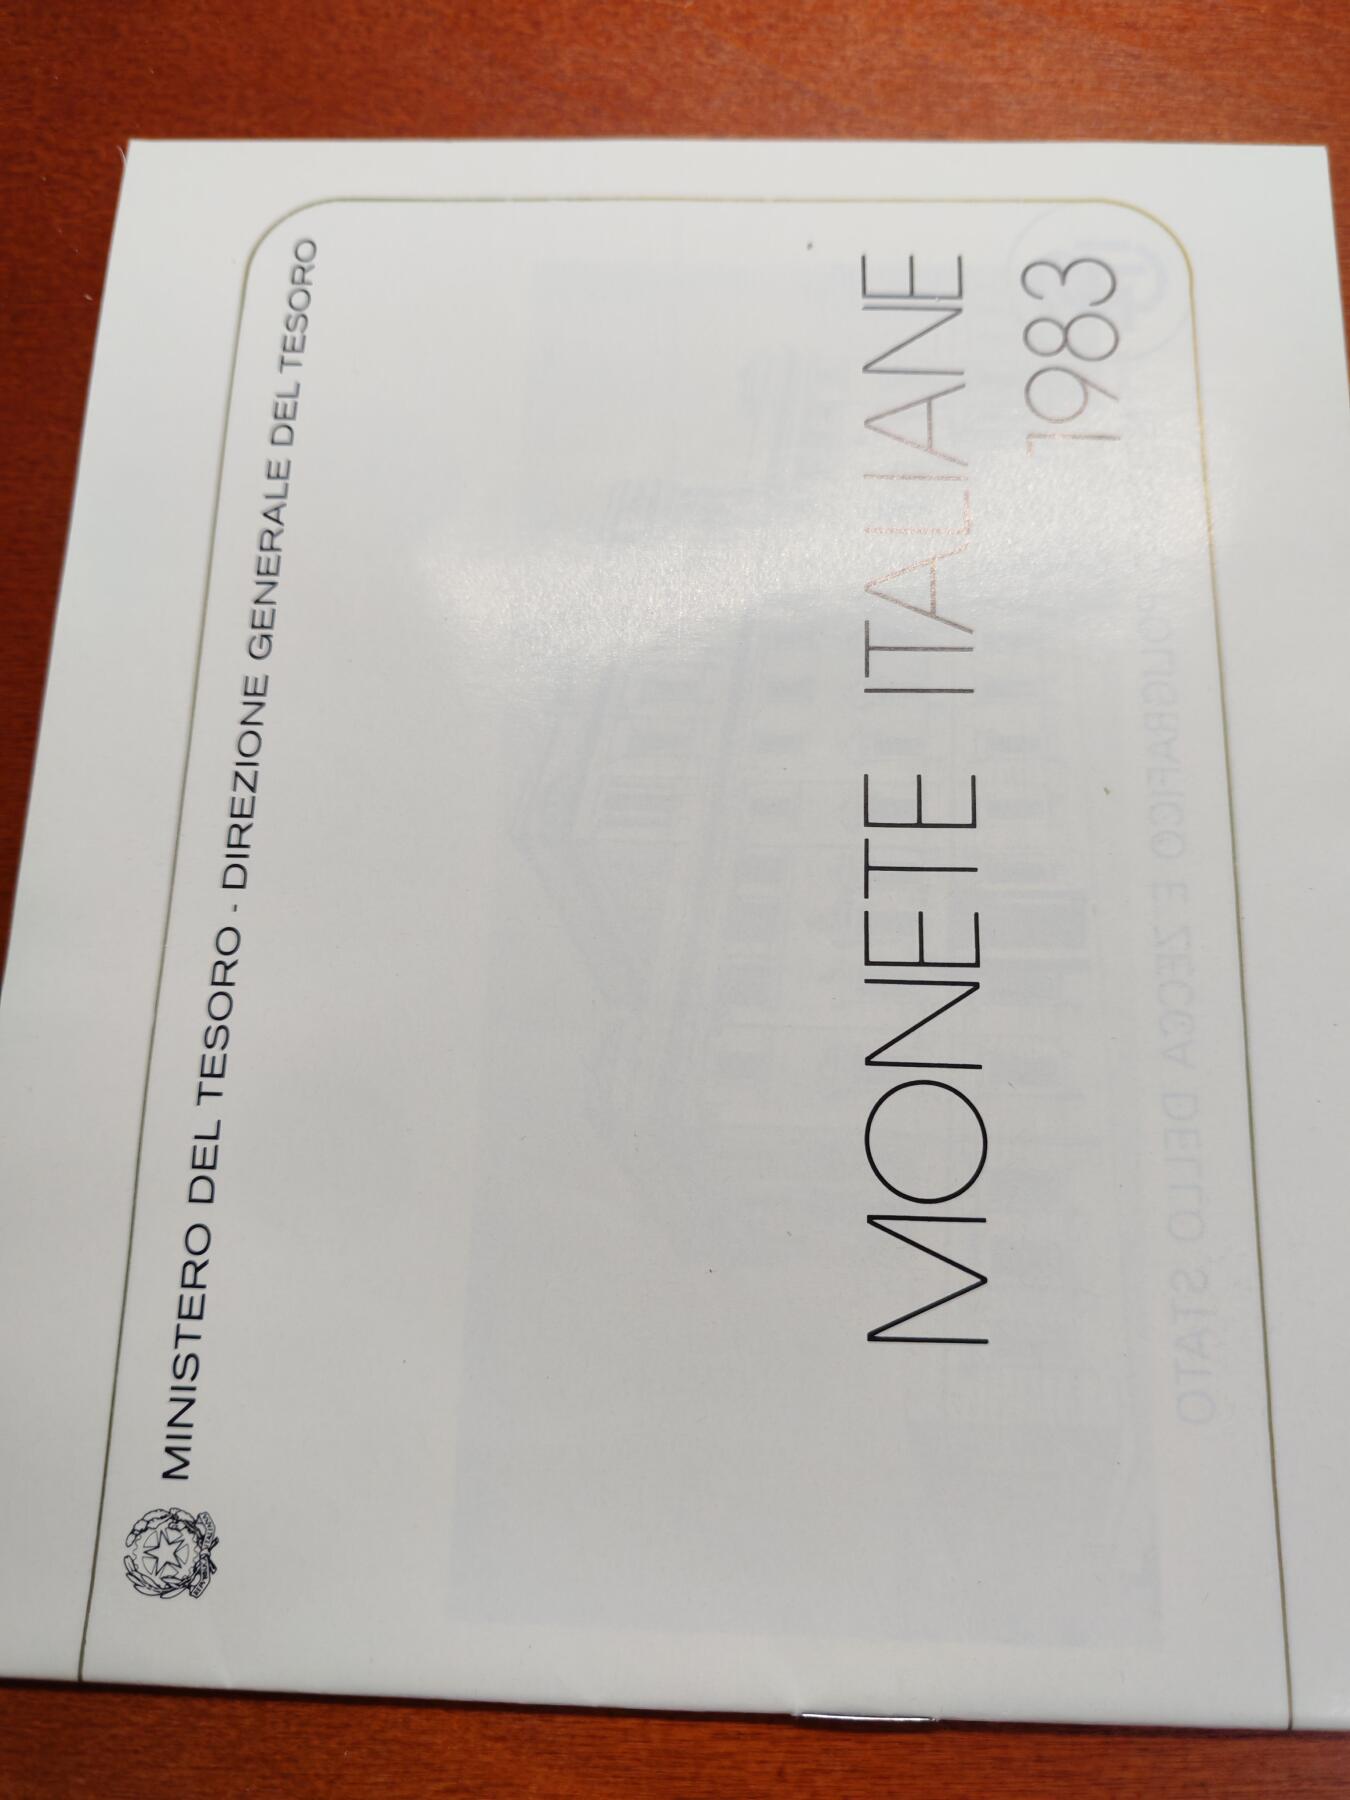 MINISTERO DEL TESORO - DIREZIONE GENERALE DEL TESORO
MONETE ITALIANE
1983
POLIGRAFICO E ZECCA DELLO STATO